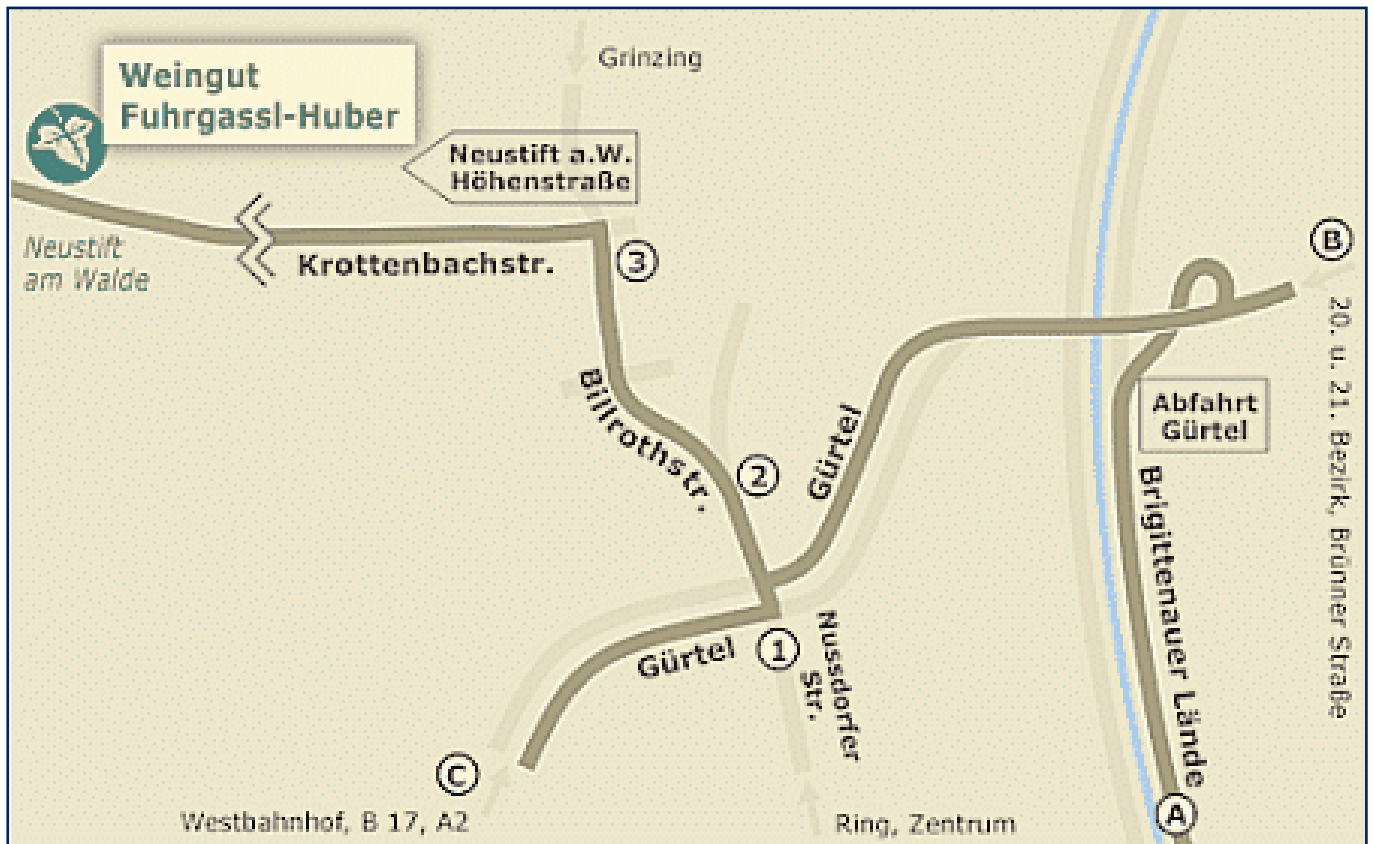 Grinzing
Weingut
Fuhrgassl-Huber
Neustift a.W.
Höhenstraße
Neustift
am Walde
Krottenbachstr.
3
B
20. u. 21. Bezirk, Brünner Straße
Billrothstr.
2
Gürtel
Abfahrt
Gürtel
Brigittenauer Lände
Gürtel
1
Nussdorfer
Str.
C
Westbahnhof, B 17, A2
Ring, Zentrum
A